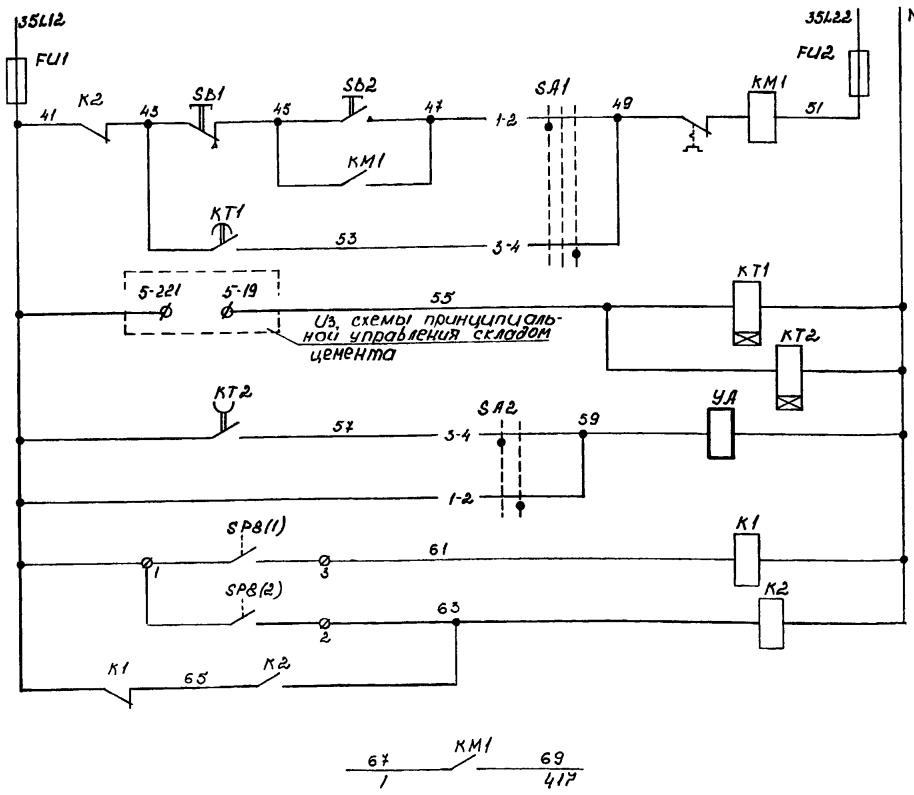 35L12
35L22
N
FU1
FU2
K2
SB1
SB2
SA1
KM1
41
43
45
47
1-2
49
51
KM1
KT1
53
3-4
5-221
5-19
55
KT1
Из схемы принципиаль-
ной управления складом
цемента
KT2
KT2
57
SA2
3-4
59
УА
1-2
SP8(1)
1
3
61
K1
SP8(2)
2
63
K2
K1
65
K2
67
KM1
69
1
417